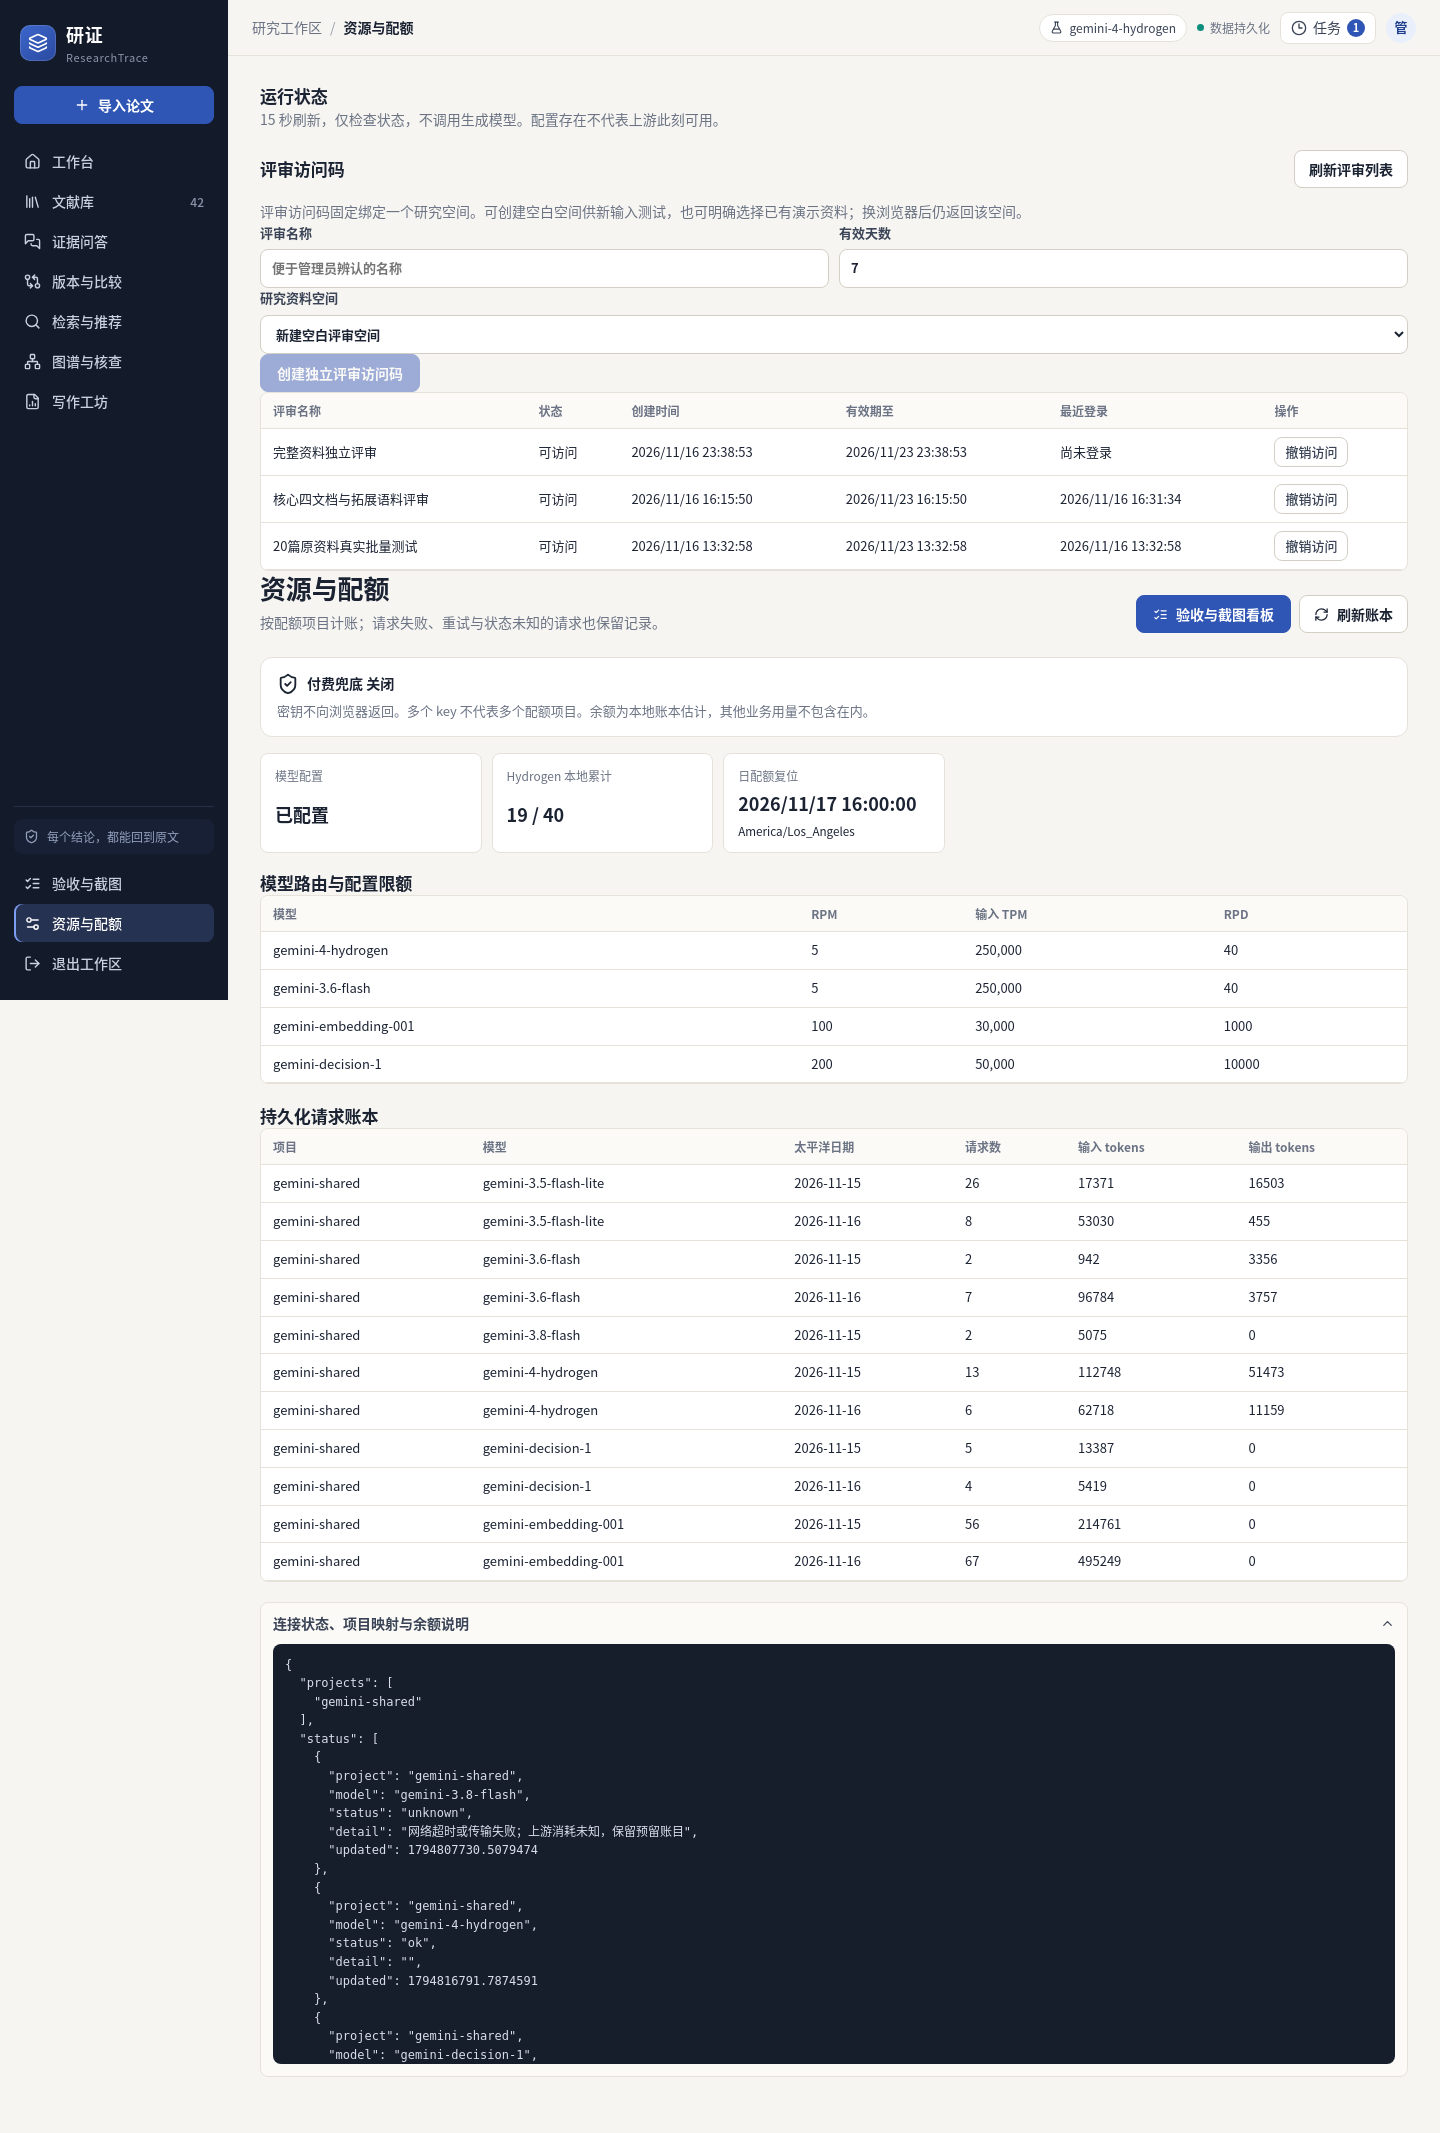 研证
ResearchTrace
导入论文
工作台
文献库 42
证据问答
版本与比较
检索与推荐
图谱与核查
写作工坊
每个结论，都能回到原文
验收与截图
资源与配额
退出工作区
研究工作区 / 资源与配额
gemini-4-hydrogen 数据持久化 任务 1 管
运行状态
15 秒刷新，仅检查状态，不调用生成模型。配置存在不代表上游此刻可用。
评审访问码 刷新评审列表
评审访问码固定绑定一个研究空间。可创建空白空间供新输入测试，也可明确选择已有演示资料；换浏览器后仍返回该空间。
评审名称 有效天数
便于管理员辨认的名称 7
研究资料空间
新建空白评审空间
创建独立评审访问码
评审名称 状态 创建时间 有效期至 最近登录 操作
完整资料独立评审 可访问 2026/11/16 23:38:53 2026/11/23 23:38:53 尚未登录 撤销访问
核心四文档与拓展语料评审 可访问 2026/11/16 16:15:50 2026/11/23 16:15:50 2026/11/16 16:31:34 撤销访问
20篇原资料真实批量测试 可访问 2026/11/16 13:32:58 2026/11/23 13:32:58 2026/11/16 13:32:58 撤销访问
资源与配额
按配额项目计账；请求失败、重试与状态未知的请求也保留记录。
验收与截图看板 刷新账本
付费兜底 关闭
密钥不向浏览器返回。多个 key 不代表多个配额项目。余额为本地账本估计，其他业务用量不包含在内。
模型配置
已配置
Hydrogen 本地累计
19 / 40
日配额复位
2026/11/17 16:00:00
America/Los_Angeles
模型路由与配置限额
模型 RPM 输入 TPM RPD
gemini-4-hydrogen 5 250,000 40
gemini-3.6-flash 5 250,000 40
gemini-embedding-001 100 30,000 1000
gemini-decision-1 200 50,000 10000
持久化请求账本
项目 模型 太平洋日期 请求数 输入 tokens 输出 tokens
gemini-shared gemini-3.5-flash-lite 2026-11-15 26 17371 16503
gemini-shared gemini-3.5-flash-lite 2026-11-16 8 53030 455
gemini-shared gemini-3.6-flash 2026-11-15 2 942 3356
gemini-shared gemini-3.6-flash 2026-11-16 7 96784 3757
gemini-shared gemini-3.8-flash 2026-11-15 2 5075 0
gemini-shared gemini-4-hydrogen 2026-11-15 13 112748 51473
gemini-shared gemini-4-hydrogen 2026-11-16 6 62718 11159
gemini-shared gemini-decision-1 2026-11-15 5 13387 0
gemini-shared gemini-decision-1 2026-11-16 4 5419 0
gemini-shared gemini-embedding-001 2026-11-15 56 214761 0
gemini-shared gemini-embedding-001 2026-11-16 67 495249 0
连接状态、项目映射与余额说明
{
"projects": [
"gemini-shared"
],
"status": [
{
"project": "gemini-shared",
"model": "gemini-3.8-flash",
"status": "unknown",
"detail": "网络超时或传输失败；上游消耗未知，保留预留账目",
"updated": 1794807730.5079474
},
{
"project": "gemini-shared",
"model": "gemini-4-hydrogen",
"status": "ok",
"detail": "",
"updated": 1794816791.7874591
},
{
"project": "gemini-shared",
"model": "gemini-decision-1",